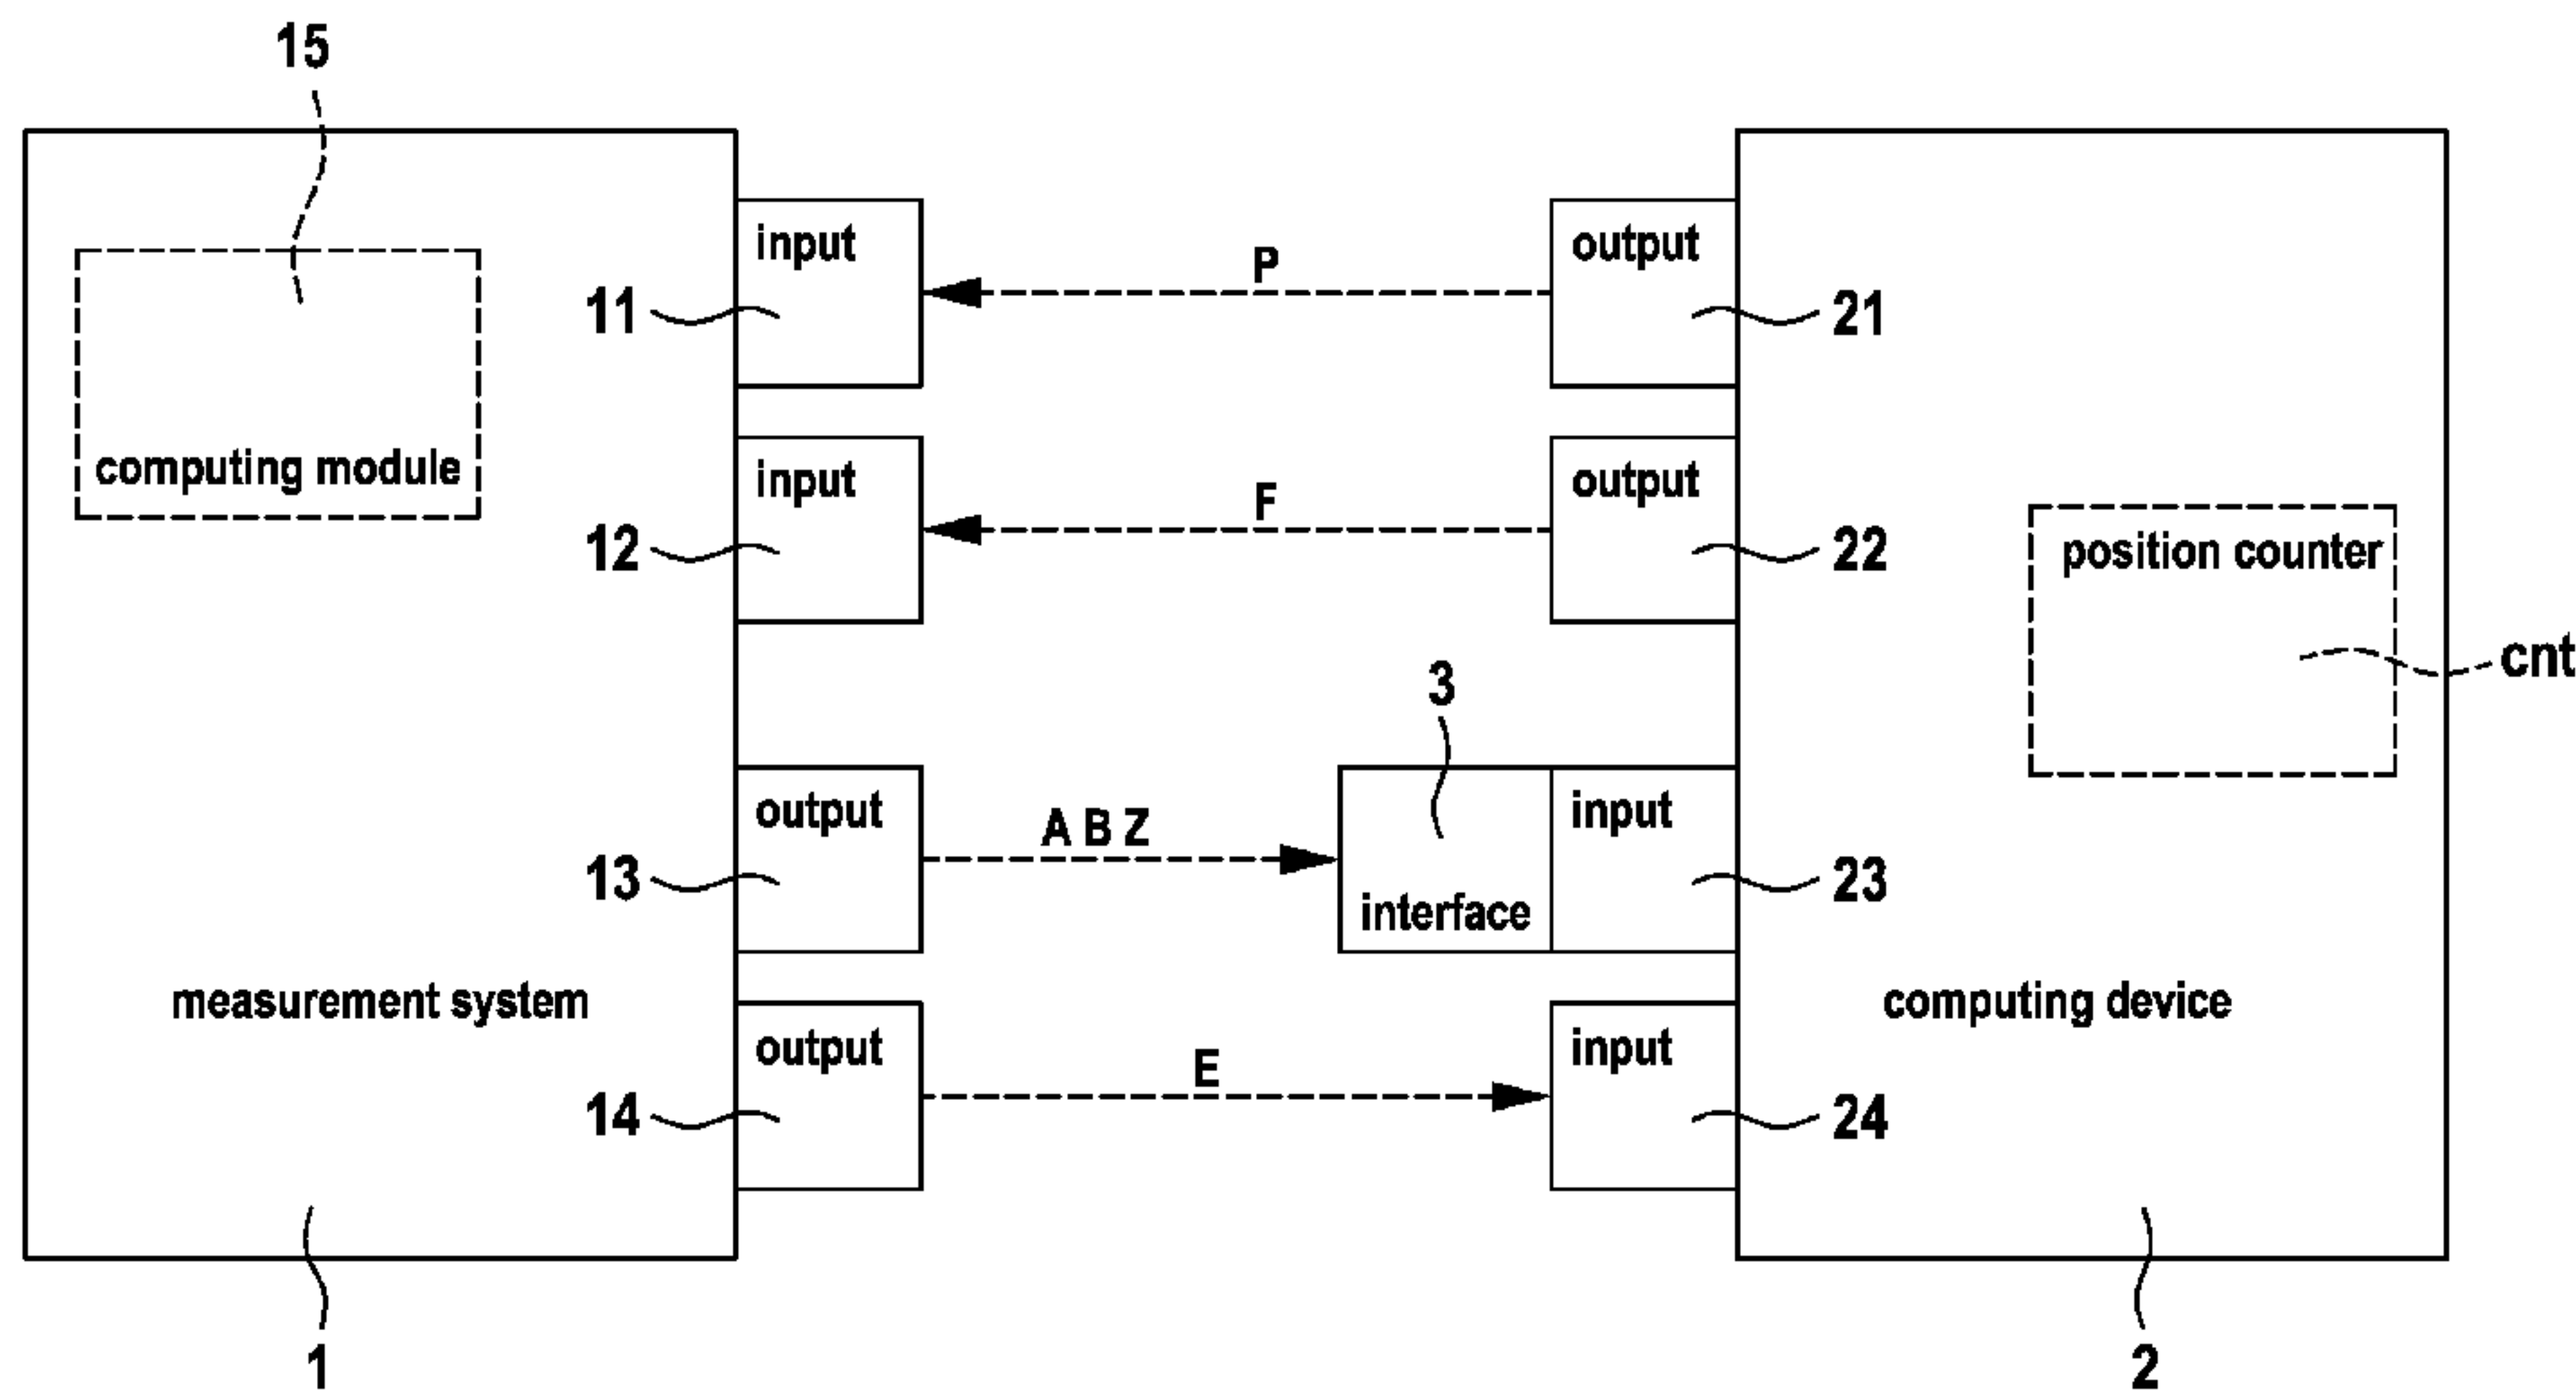 15
input
P
output
11
21
computing module
input
F
output
12
22
position counter
cnt
3
output
A B Z
input
13
interface
23
measurement system
computing device
output
E
input
14
24
1
2